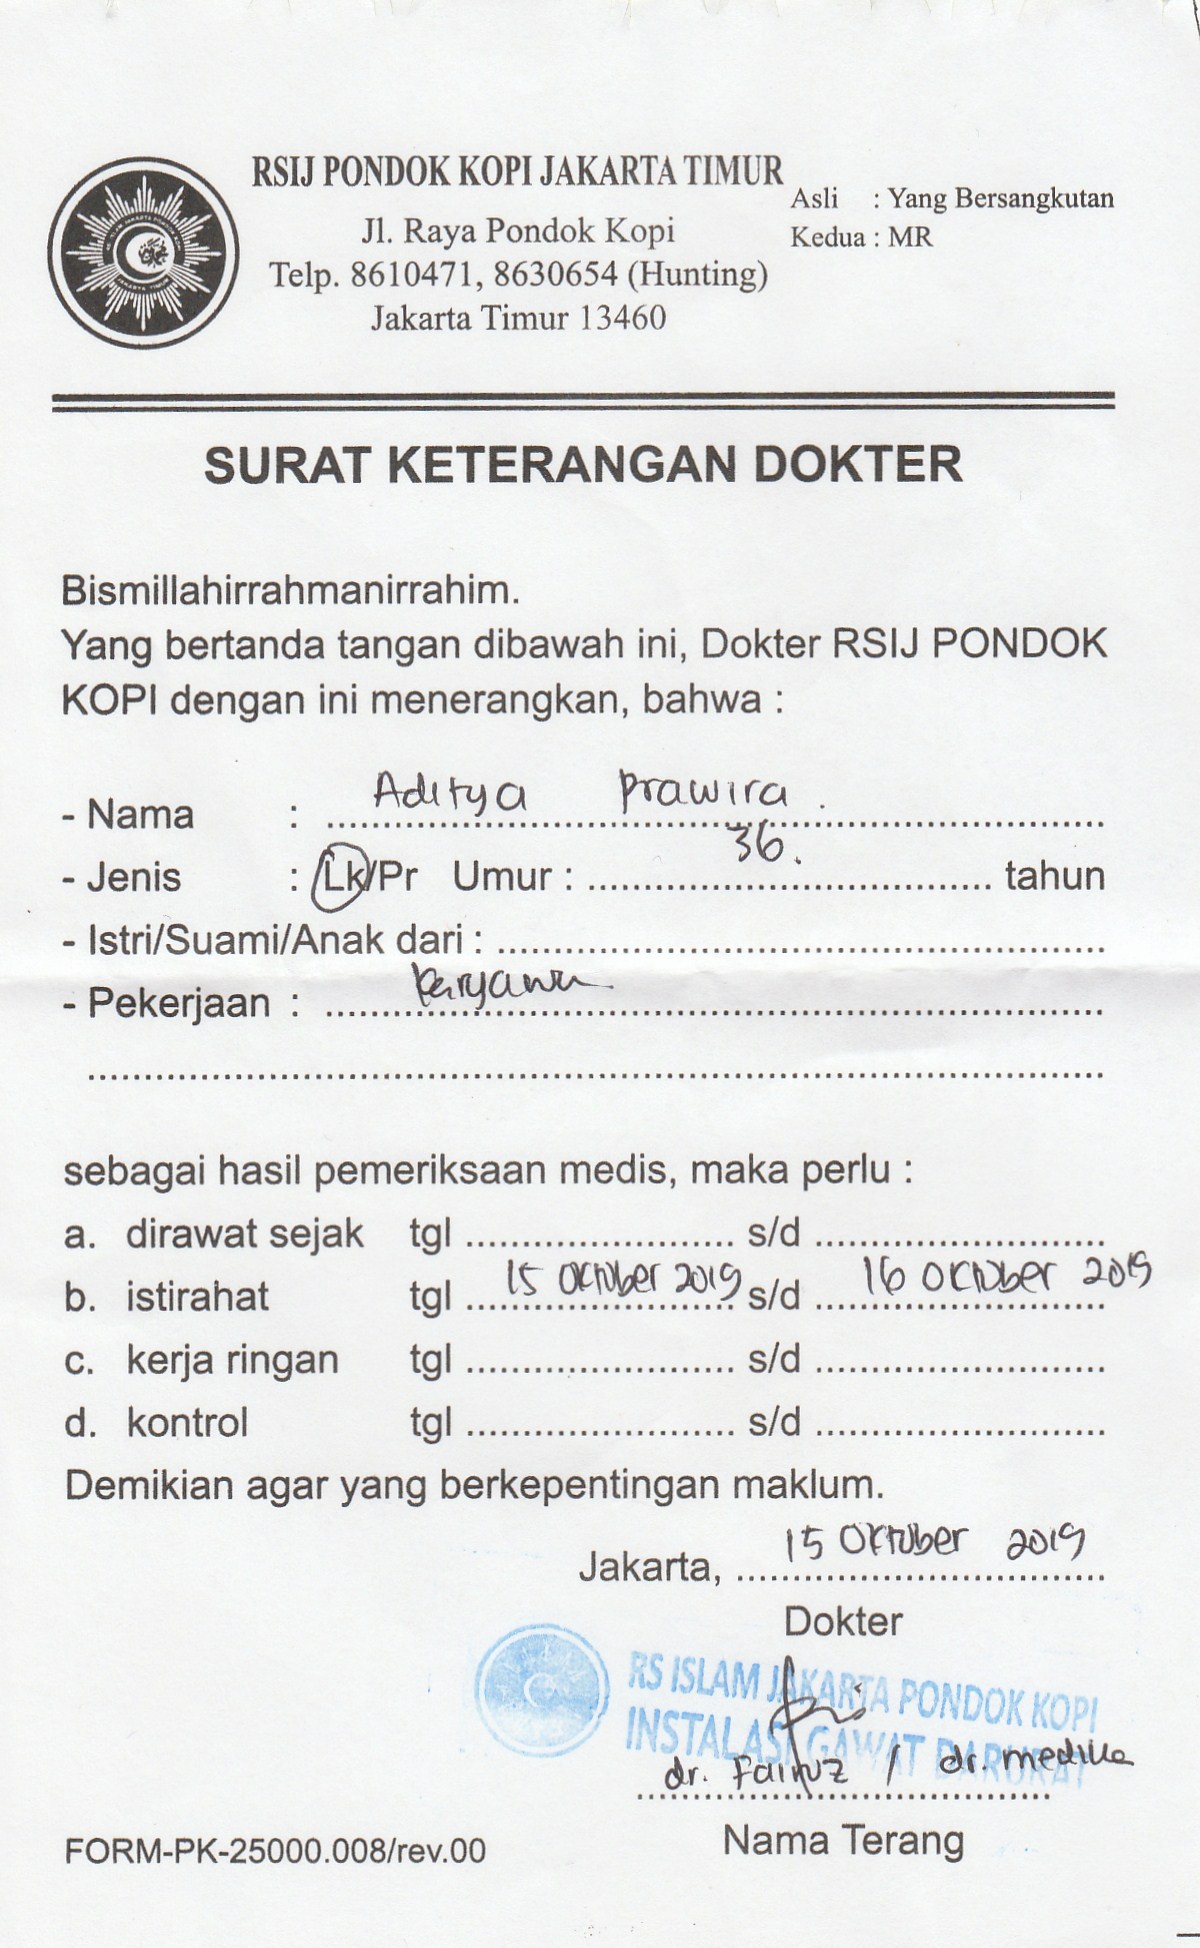 RSIJ PONDOK KOPI JAKARTA TIMUR
Jl. Raya Pondok Kopi
Telp. 8610471, 8630654 (Hunting)
Jakarta Timur 13460
Asli : Yang Bersangkutan
Kedua : MR
SURAT KETERANGAN DOKTER
Bismillahirrahmanirrahim.
Yang bertanda tangan dibawah ini, Dokter RSIJ PONDOK
KOPI dengan ini menerangkan, bahwa :
- Nama : Aditya Prawira.
- Jenis : Lk/Pr Umur : 36. tahun
- Istri/Suami/Anak dari : ..........
- Pekerjaan : Karyawan
sebagai hasil pemeriksaan medis, maka perlu :
a. dirawat sejak tgl .......... s/d ..........
b. istirahat tgl 15 Oktober 2019 s/d 16 Oktober 2019
c. kerja ringan tgl .......... s/d ..........
d. kontrol tgl .......... s/d ..........
Demikian agar yang berkepentingan maklum.
Jakarta, 15 Oktober 2019
Dokter
RS ISLAM JAKARTA PONDOK KOPI
INSTALASI GAWAT DARURAT
dr. Fairuz / dr. medika
Nama Terang
FORM-PK-25000.008/rev.00